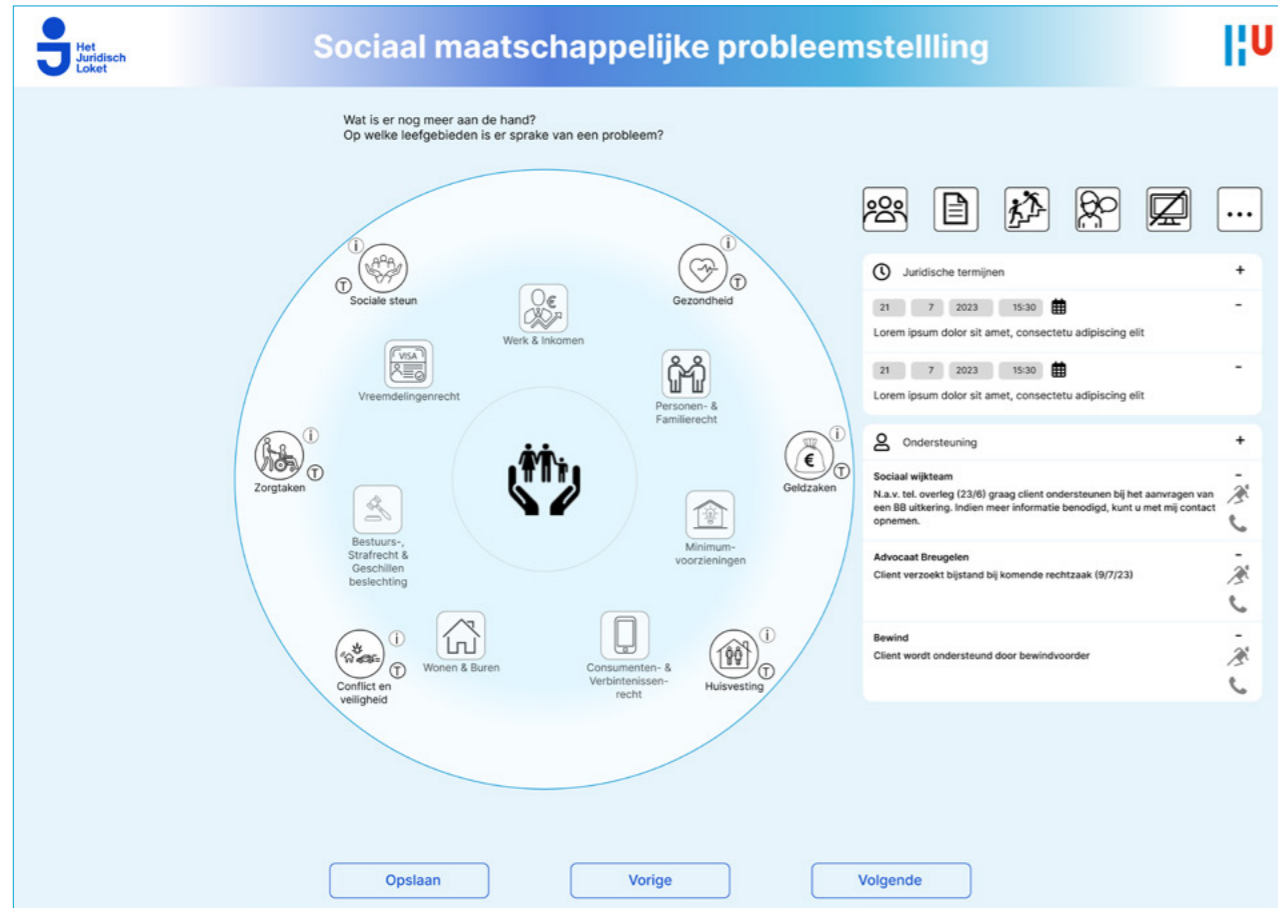 Het
Juridisch
Loket
Sociaal maatschappelijke probleemstellling
HU
Wat is er nog meer aan de hand?
Op welke leefgebieden is er sprake van een probleem?
i
T
Sociale steun
i
T
Gezondheid
€
Werk & Inkomen
VISA
Vreemdelingenrecht
Personen- &
Familierecht
i
T
Zorgtaken
i
€
T
Geldzaken
Bestuurs-,
Strafrecht &
Geschillen
beslechting
Minimum-
voorzieningen
i
T
Conflict en
veiligheid
Wonen & Buren
Consumenten- &
Verbintenissen-
recht
i
T
Huisvesting
...
Juridische termijnen +
21 7 2023 15:30 -
Lorem ipsum dolor sit amet, consectetu adipiscing elit
21 7 2023 15:30 -
Lorem ipsum dolor sit amet, consectetu adipiscing elit
Ondersteuning +
Sociaal wijkteam -
N.a.v. tel. overleg (23/6) graag client ondersteunen bij het aanvragen van
een BB uitkering. Indien meer informatie benodigd, kunt u met mij contact
opnemen.
Advocaat Breugelen -
Client verzoekt bijstand bij komende rechtzaak (9/7/23)
Bewind -
Client wordt ondersteund door bewindvoorder
Opslaan
Vorige
Volgende